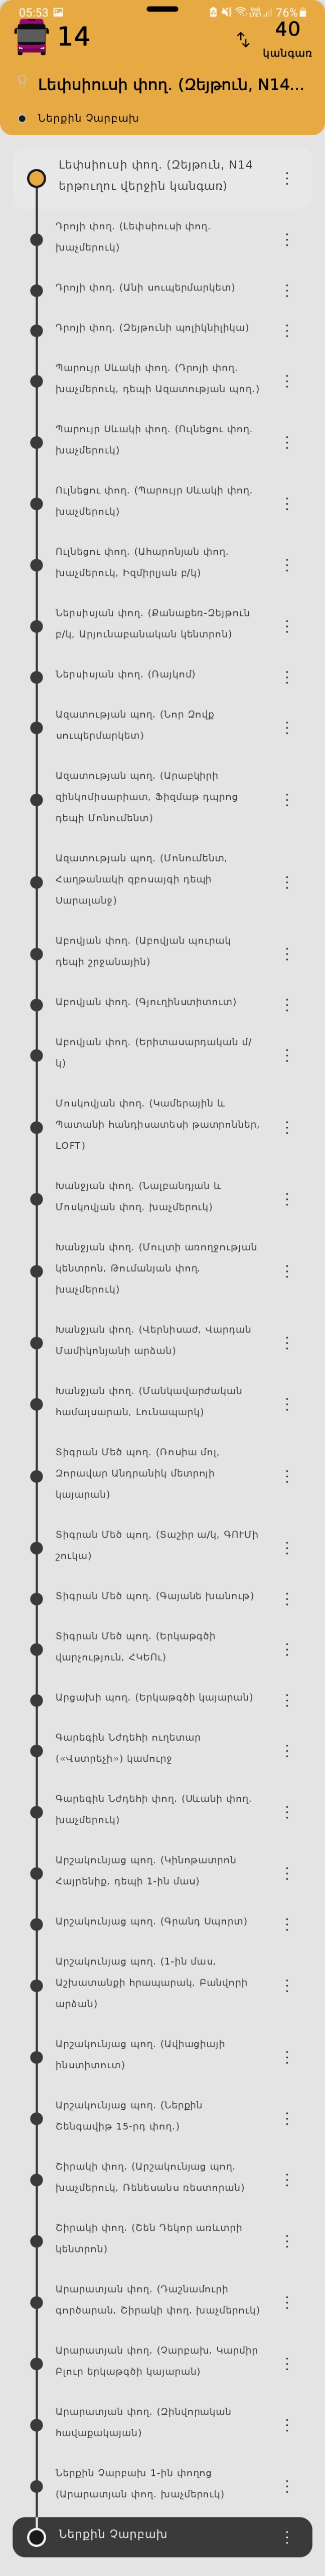 05:53
76%
14
40
կանգառ
Լեփսիուսի փող. (Զեյթուն, N14...
Ներքին Չարբախ
Լեփսիուսի փող. (Զեյթուն, N14
երթուղու վերջին կանգառ)
Դրոյի փող. (Լեփսիուսի փող.
խաչմերուկ)
Դրոյի փող. (Անի սուպերմարկետ)
Դրոյի փող. (Զեյթունի պոլիկնիլիկա)
Պարույր Սևակի փող. (Դրոյի փող.
խաչմերուկ, դեպի Ազատության պող.)
Պարույր Սևակի փող. (Ուլնեցու փող.
խաչմերուկ)
Ուլնեցու փող. (Պարույր Սևակի փող.
խաչմերուկ)
Ուլնեցու փող. (Ահարոնյան փող.
խաչմերուկ, Իզմիրլյան բ/կ)
Ներսիսյան փող. (Քանաքեռ-Զեյթուն
բ/կ, Արյունաբանական կենտրոն)
Ներսիսյան փող. (Ռայկոմ)
Ազատության պող. (Նոր Զովք
սուպերմարկետ)
Ազատության պող. (Արաբկիրի
զինկոմիսարիատ, Ֆիզմաթ դպրոց
դեպի Մոնումենտ)
Ազատության պող. (Մոնումենտ,
Հաղթանակի զբոսայգի դեպի
Սարալանջ)
Աբովյան փող. (Աբովյան պուրակ
դեպի շրջանային)
Աբովյան փող. (Գյուղինստիտուտ)
Աբովյան փող. (Երիտասարդական մ/
կ)
Մոսկովյան փող. (Կամերային և
Պատանի հանդիսատեսի թատրոններ,
LOFT)
Խանջյան փող. (Նալբանդյան և
Մոսկովյան փող. խաչմերուկ)
Խանջյան փող. (Մուլտի առողջության
կենտրոն, Թումանյան փող.
խաչմերուկ)
Խանջյան փող. (Վերնիսաժ, Վարդան
Մամիկոնյանի արձան)
Խանջյան փող. (Մանկավարժական
համալսարան, Լունապարկ)
Տիգրան Մեծ պող. (Ռոսիա մոլ,
Զորավար Անդրանիկ մետրոյի
կայարան)
Տիգրան Մեծ պող. (Տաշիր ա/կ, ԳՈՒՄի
շուկա)
Տիգրան Մեծ պող. (Գայանե խանութ)
Տիգրան Մեծ պող. (Երկաթգծի
վարչություն, ՀԿԵՈւ)
Արցախի պող. (Երկաթգծի կայարան)
Գարեգին Նժդեհի ուղետար
(«Վստրեչի») կամուրջ
Գարեգին Նժդեհի փող. (Սևանի փող.
խաչմերուկ)
Արշակունյաց պող. (Կինոթատրոն
Հայրենիք, դեպի 1-ին մաս)
Արշակունյաց պող. (Գրանդ Սպորտ)
Արշակունյաց պող. (1-ին մաս,
Աշխատանքի հրապարակ, Բանվորի
արձան)
Արշակունյաց պող. (Ավիացիայի
ինստիտուտ)
Արշակունյաց պող. (Ներքին
Շենգավիթ 15-րդ փող.)
Շիրակի փող. (Արշակունյաց պող.
խաչմերուկ, Ռենեսանս ռեստորան)
Շիրակի փող. (Շեն Դեկոր առևտրի
կենտրոն)
Արարատյան փող. (Դաշնամուրի
գործարան, Շիրակի փող. խաչմերուկ)
Արարատյան փող. (Չարբախ, Կարմիր
Բլուր երկաթգծի կայարան)
Արարատյան փող. (Զինվորական
հավաքակայան)
Ներքին Չարբախ 1-ին փողոց
(Արարատյան փող. խաչմերուկ)
Ներքին Չարբախ